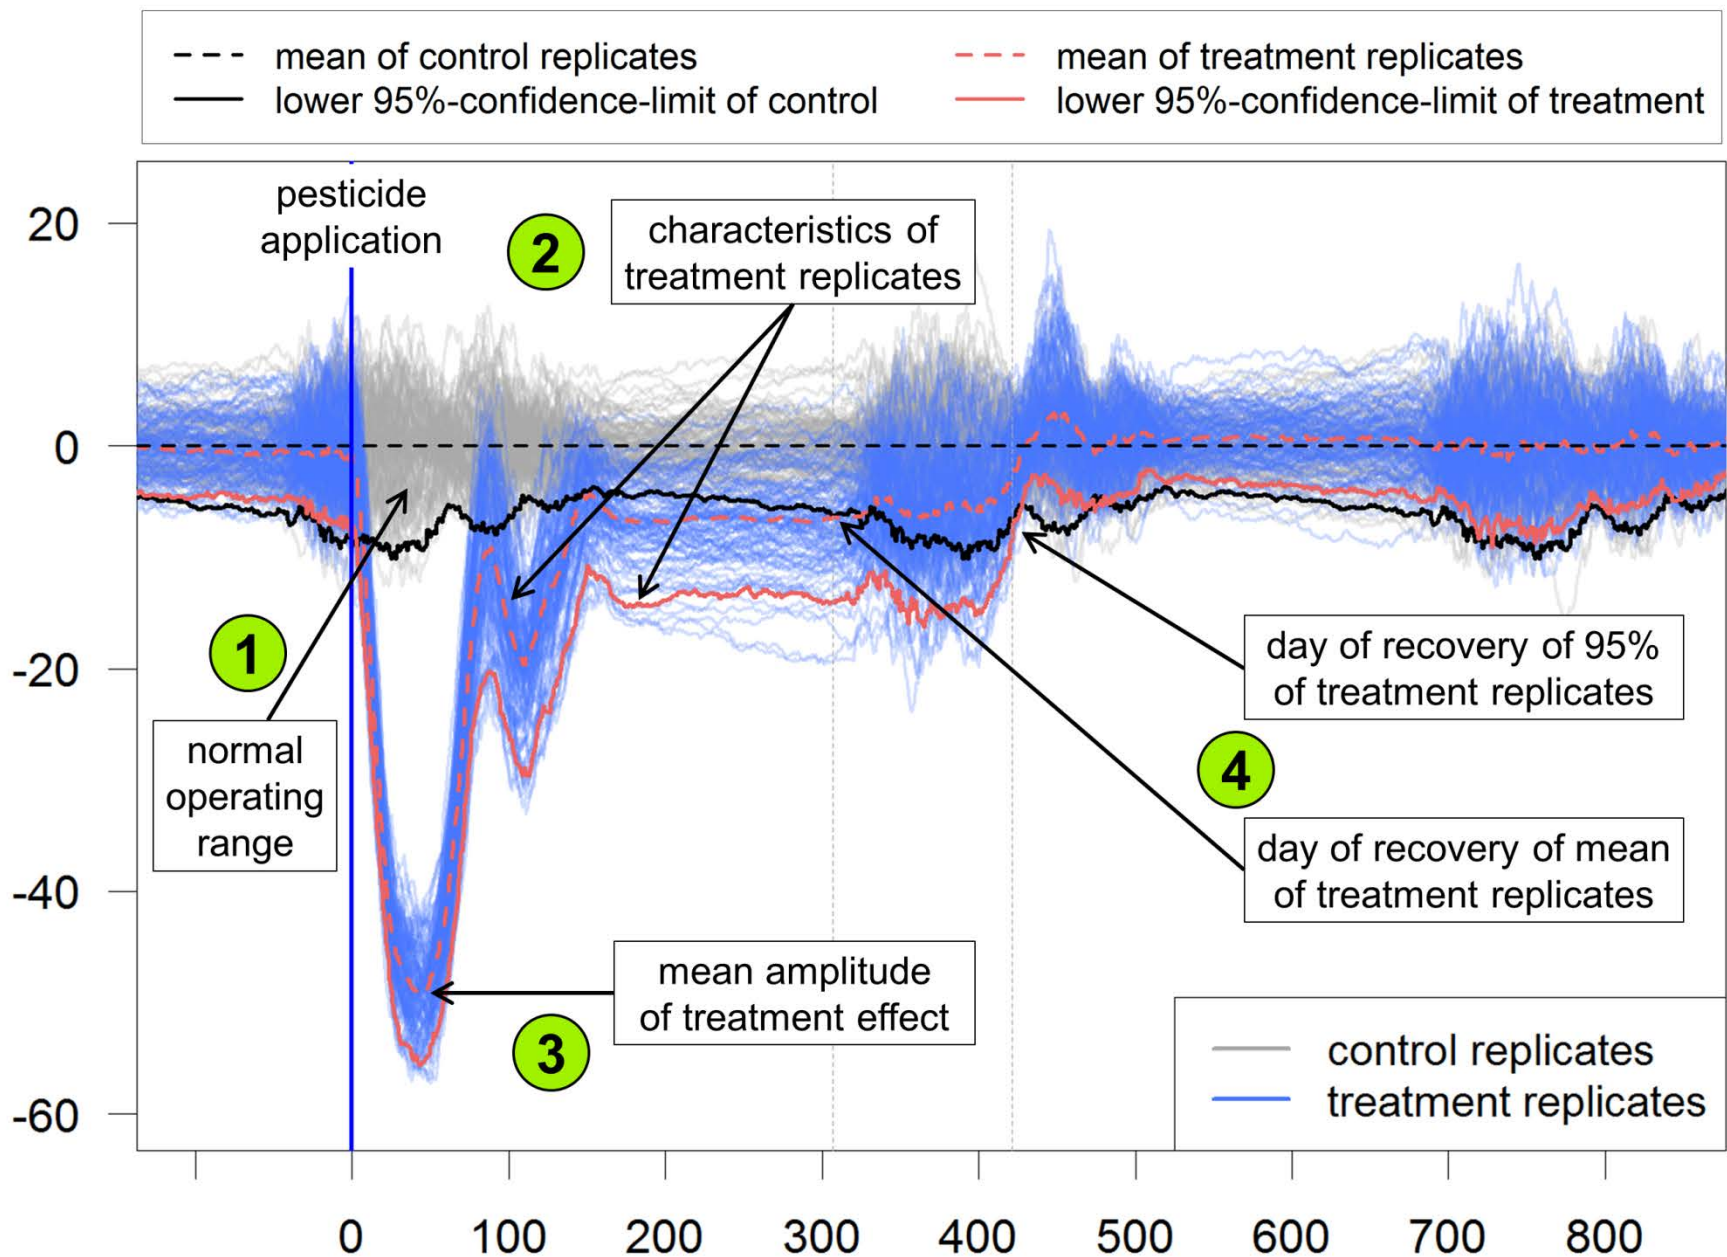 mean of control replicates
lower 95%-confidence-limit of control
mean of treatment replicates
lower 95%-confidence-limit of treatment
pesticide
application
2
characteristics of
treatment replicates
1
normal
operating
range
day of recovery of 95%
of treatment replicates
4
day of recovery of mean
of treatment replicates
mean amplitude
of treatment effect
3
control replicates
treatment replicates
20
0
-20
-40
-60
0 100 200 300 400 500 600 700 800